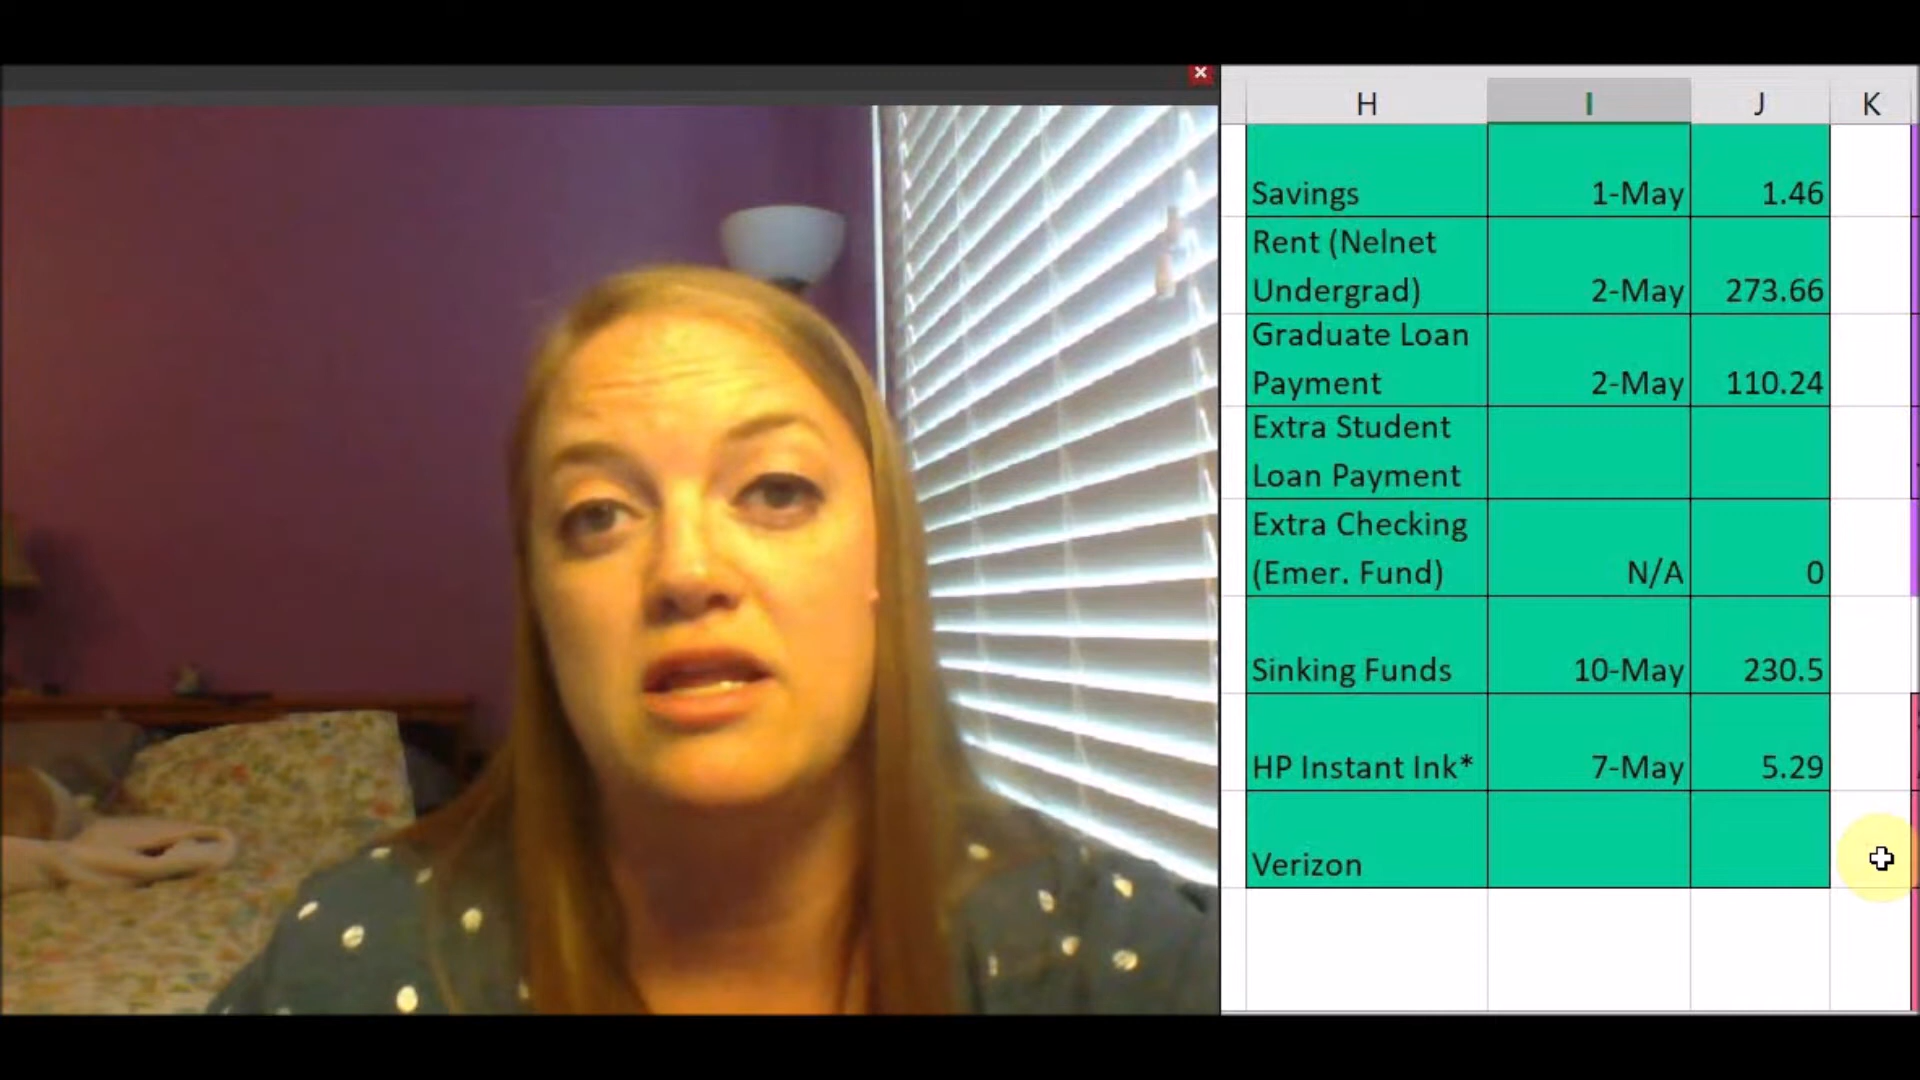 H I J K
Savings 1-May 1.46
Rent (Nelnet
Undergrad) 2-May 273.66
Graduate Loan
Payment 2-May 110.24
Extra Student
Loan Payment
Extra Checking
(Emer. Fund) N/A 0
Sinking Funds 10-May 230.5
HP Instant Ink* 7-May 5.29
Verizon